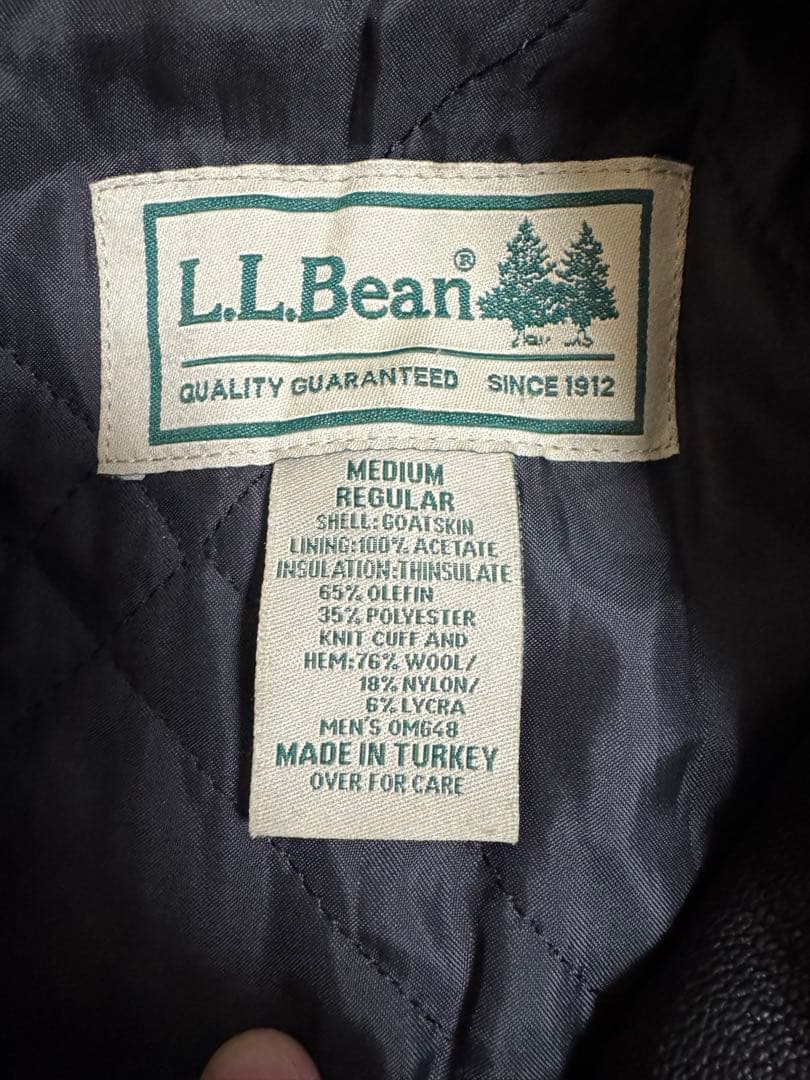 L.L.Bean®
QUALITY GUARANTEED SINCE 1912
MEDIUM
REGULAR
SHELL:GOATSKIN
LINING:100% ACETATE
INSULATION:THINSULATE
65% OLEFIN
35% POLYESTER
KNIT CUFF AND
HEM:76% WOOL/
18% NYLON/
6% LYCRA
MEN'S 0M648
MADE IN TURKEY
OVER FOR CARE